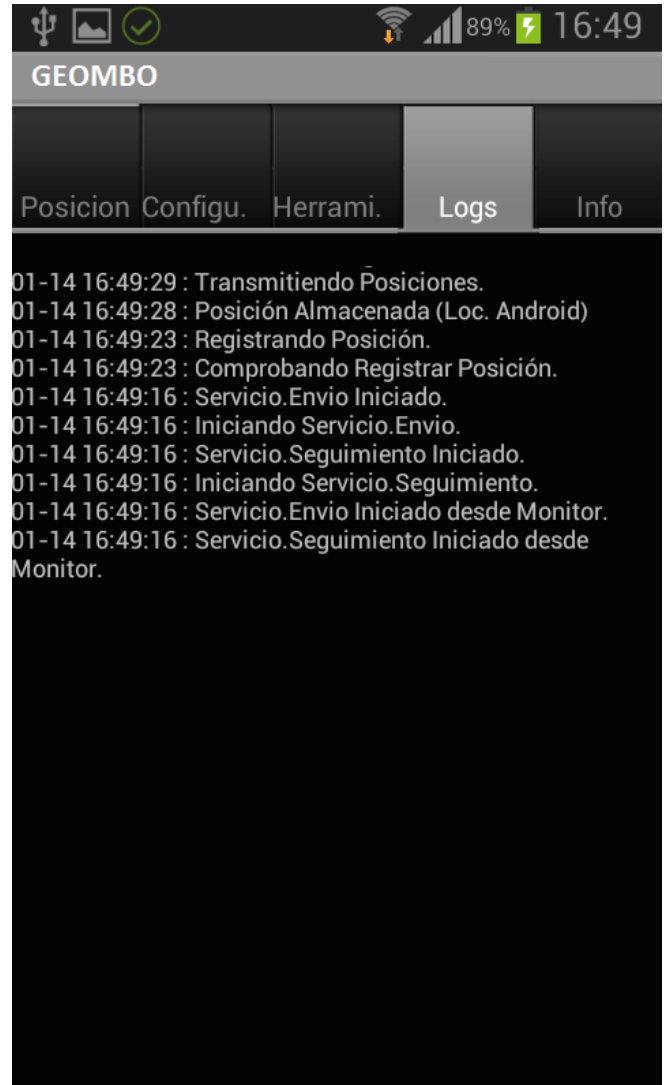 89% 16:49
GEOMBO
Posicion Configu. Herrami. Logs Info
01-14 16:49:29 : Transmitiendo Posiciones.
01-14 16:49:28 : Posición Almacenada (Loc. Android)
01-14 16:49:23 : Registrando Posición.
01-14 16:49:23 : Comprobando Registrar Posición.
01-14 16:49:16 : Servicio.Envio Iniciado.
01-14 16:49:16 : Iniciando Servicio.Envio.
01-14 16:49:16 : Servicio.Seguimiento Iniciado.
01-14 16:49:16 : Iniciando Servicio.Seguimiento.
01-14 16:49:16 : Servicio.Envio Iniciado desde Monitor.
01-14 16:49:16 : Servicio.Seguimiento Iniciado desde
Monitor.